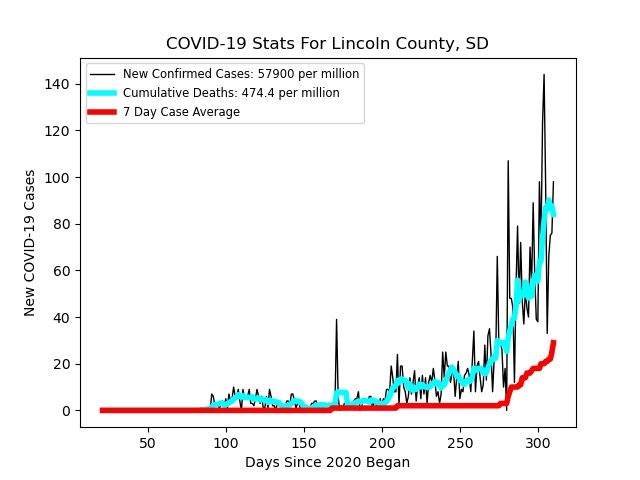 COVID-19 Stats For Lincoln County, SD
New Confirmed Cases: 57900 per million
Cumulative Deaths: 474.4 per million
7 Day Case Average
New COVID-19 Cases
140
120
100
80
60
40
20
0
50 100 150 200 250 300
Days Since 2020 Began